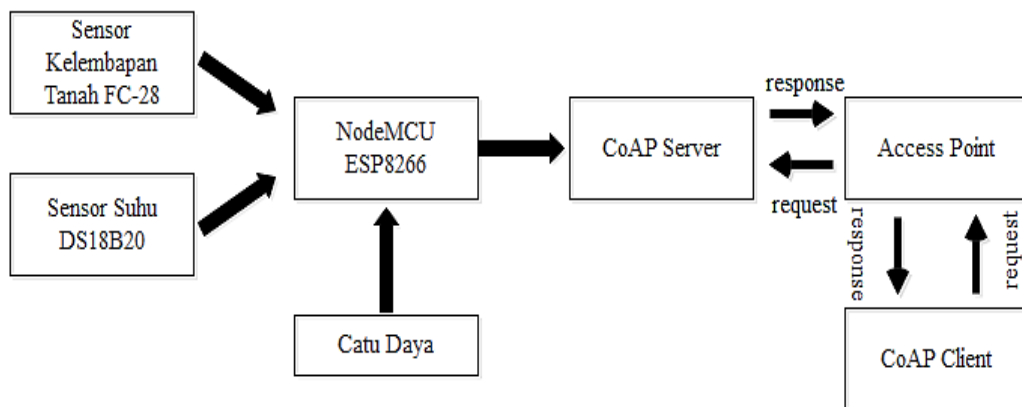 Sensor
Kelembapan
Tanah FC-28
Sensor Suhu
DS18B20
NodeMCU
ESP8266
Catu Daya
CoAP Server
response
request
Access Point
response
request
CoAP Client